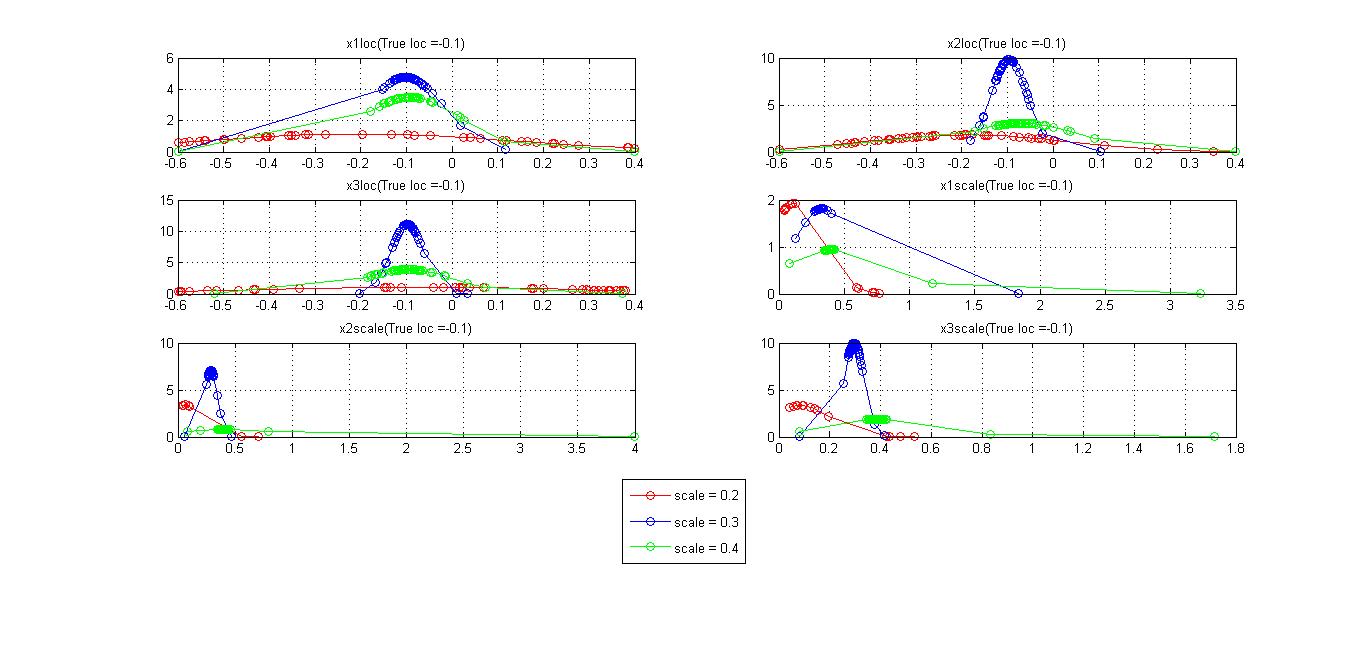 x1loc(True loc =-0.1)
6
4
2
0
-0.6 -0.5 -0.4 -0.3 -0.2 -0.1 0 0.1 0.2 0.3 0.4
x2loc(True loc =-0.1)
10
5
0
-0.6 -0.5 -0.4 -0.3 -0.2 -0.1 0 0.1 0.2 0.3 0.4
x3loc(True loc =-0.1)
15
10
5
0
-0.6 -0.5 -0.4 -0.3 -0.2 -0.1 0 0.1 0.2 0.3 0.4
x1scale(True loc =-0.1)
2
1
0
0 0.5 1 1.5 2 2.5 3 3.5
x2scale(True loc =-0.1)
10
5
0
0 0.5 1 1.5 2 2.5 3 3.5 4
x3scale(True loc =-0.1)
10
5
0
0 0.2 0.4 0.6 0.8 1 1.2 1.4 1.6 1.8
scale = 0.2
scale = 0.3
scale = 0.4